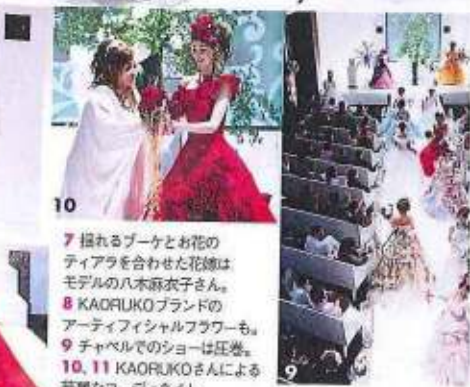 10
7 揺れるブーケとお花の
ティアラを合わせた花嫁は
モデルの八木麻衣子さん。
8 KAORUKOブランドの
アーティフィシャルフラワーも。
9 チャペルでのショーは圧巻。
10, 11 KAORUKOさんによる
9